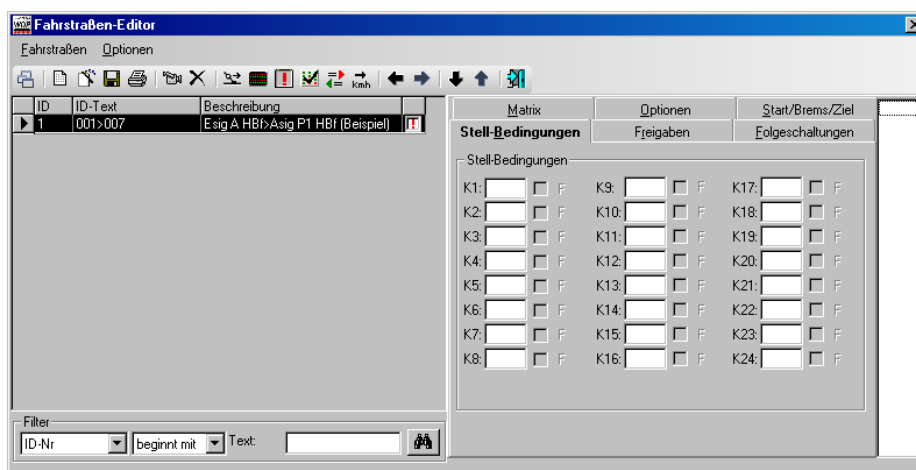 Fahrstraßen-Editor
Fahrstraßen Optionen
kmh
ID ID-Text Beschreibung
1 001>007 Esig A HBf>Asig P1 HBf (Beispiel)
Matrix Optionen Start/Brems/Ziel
Stell-Bedingungen Freigaben Folgeschaltungen
Stell-Bedingungen
K1: F K9: F K17: F
K2: F K10: F K18: F
K3: F K11: F K19: F
K4: F K12: F K20: F
K5: F K13: F K21: F
K6: F K14: F K22: F
K7: F K15: F K23: F
K8: F K16: F K24: F
Filter
ID-Nr beginnt mit Text: